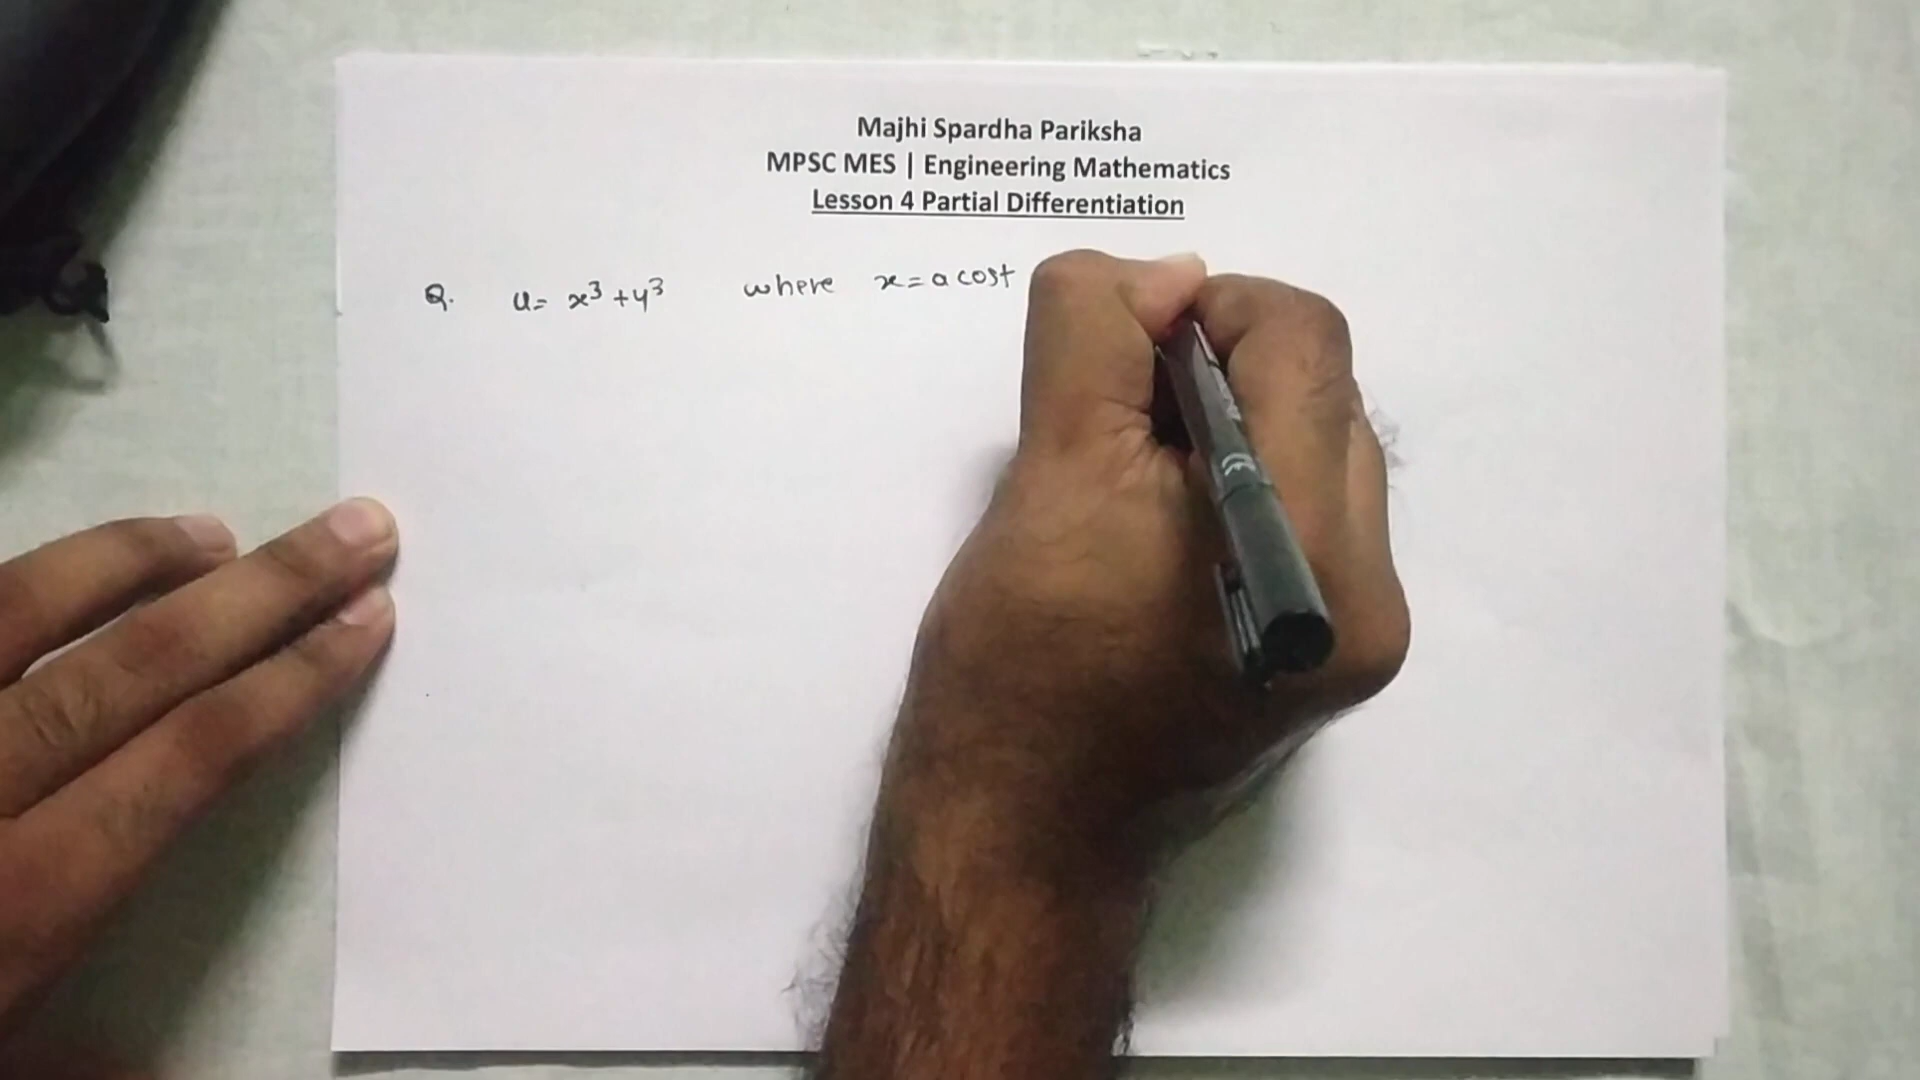 Majhi Spardha Pariksha
MPSC MES | Engineering Mathematics
Lesson 4 Partial Differentiation
Q. u= x³ +y³ where x= a cost